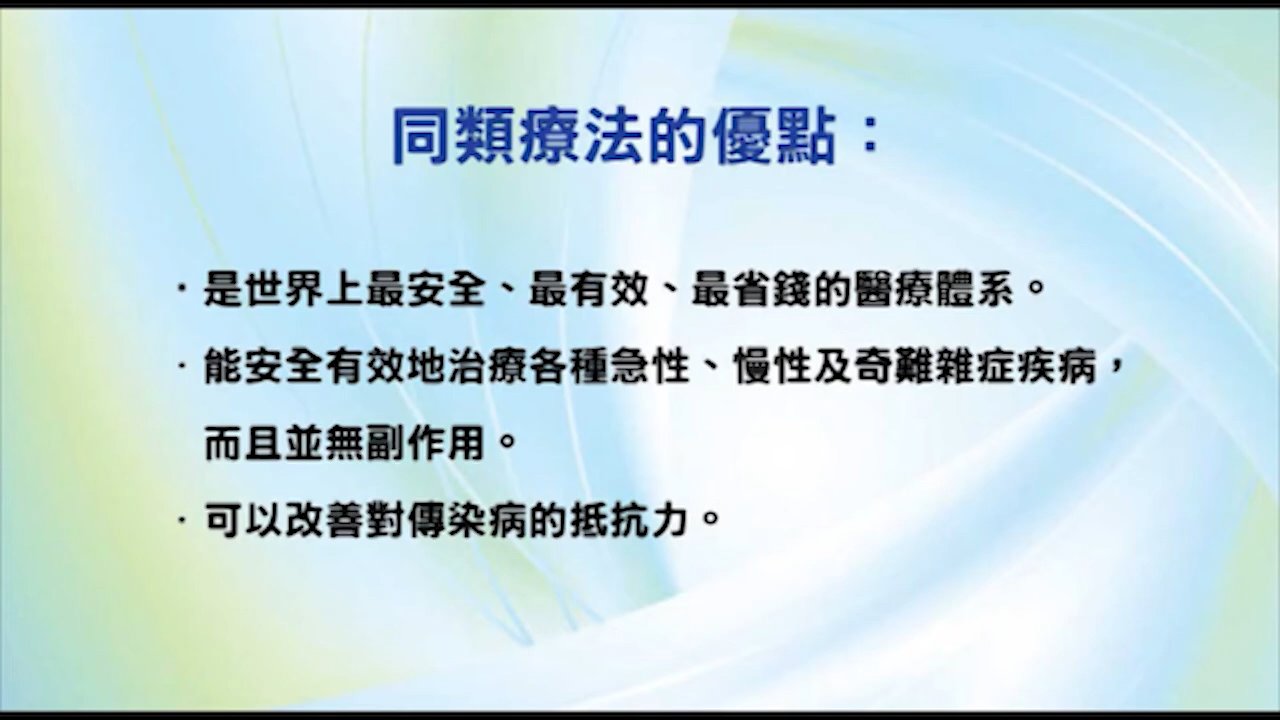 同類療法的優點：
·是世界上最安全、最有效、最省錢的醫療體系。
·能安全有效地治療各種急性、慢性及奇難雜症疾病，
而且並無副作用。
·可以改善對傳染病的抵抗力。